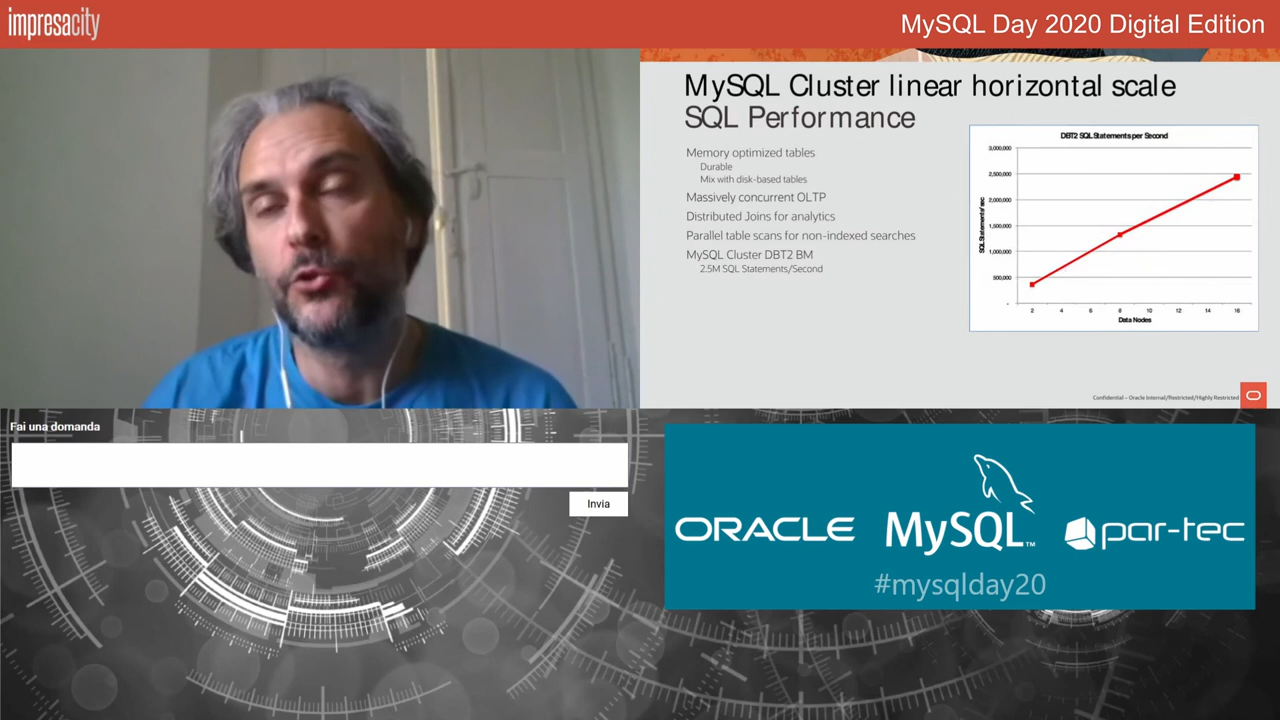 impresacity
MySQL Day 2020 Digital Edition
MySQL Cluster linear horizontal scale
SQL Performance
Memory optimized tables
Durable
Mix with disk-based tables
Massively concurrent OLTP
Distributed Joins for analytics
Parallel table scans for non-indexed searches
MySQL Cluster DBT2 BM
2.5M SQL Statements/Second
DBT2 SQL Statements per Second
3,000,000
2,500,000
2,000,000
1,500,000
1,000,000
500,000
-
SQL Statements/sec
2 4 6 8 10 12 14 16
Data Nodes
Confidential – Oracle Internal/Restricted/Highly Restricted
Fai una domanda
Invia
ORACLE MySQL™ par-tec
#mysqlday20